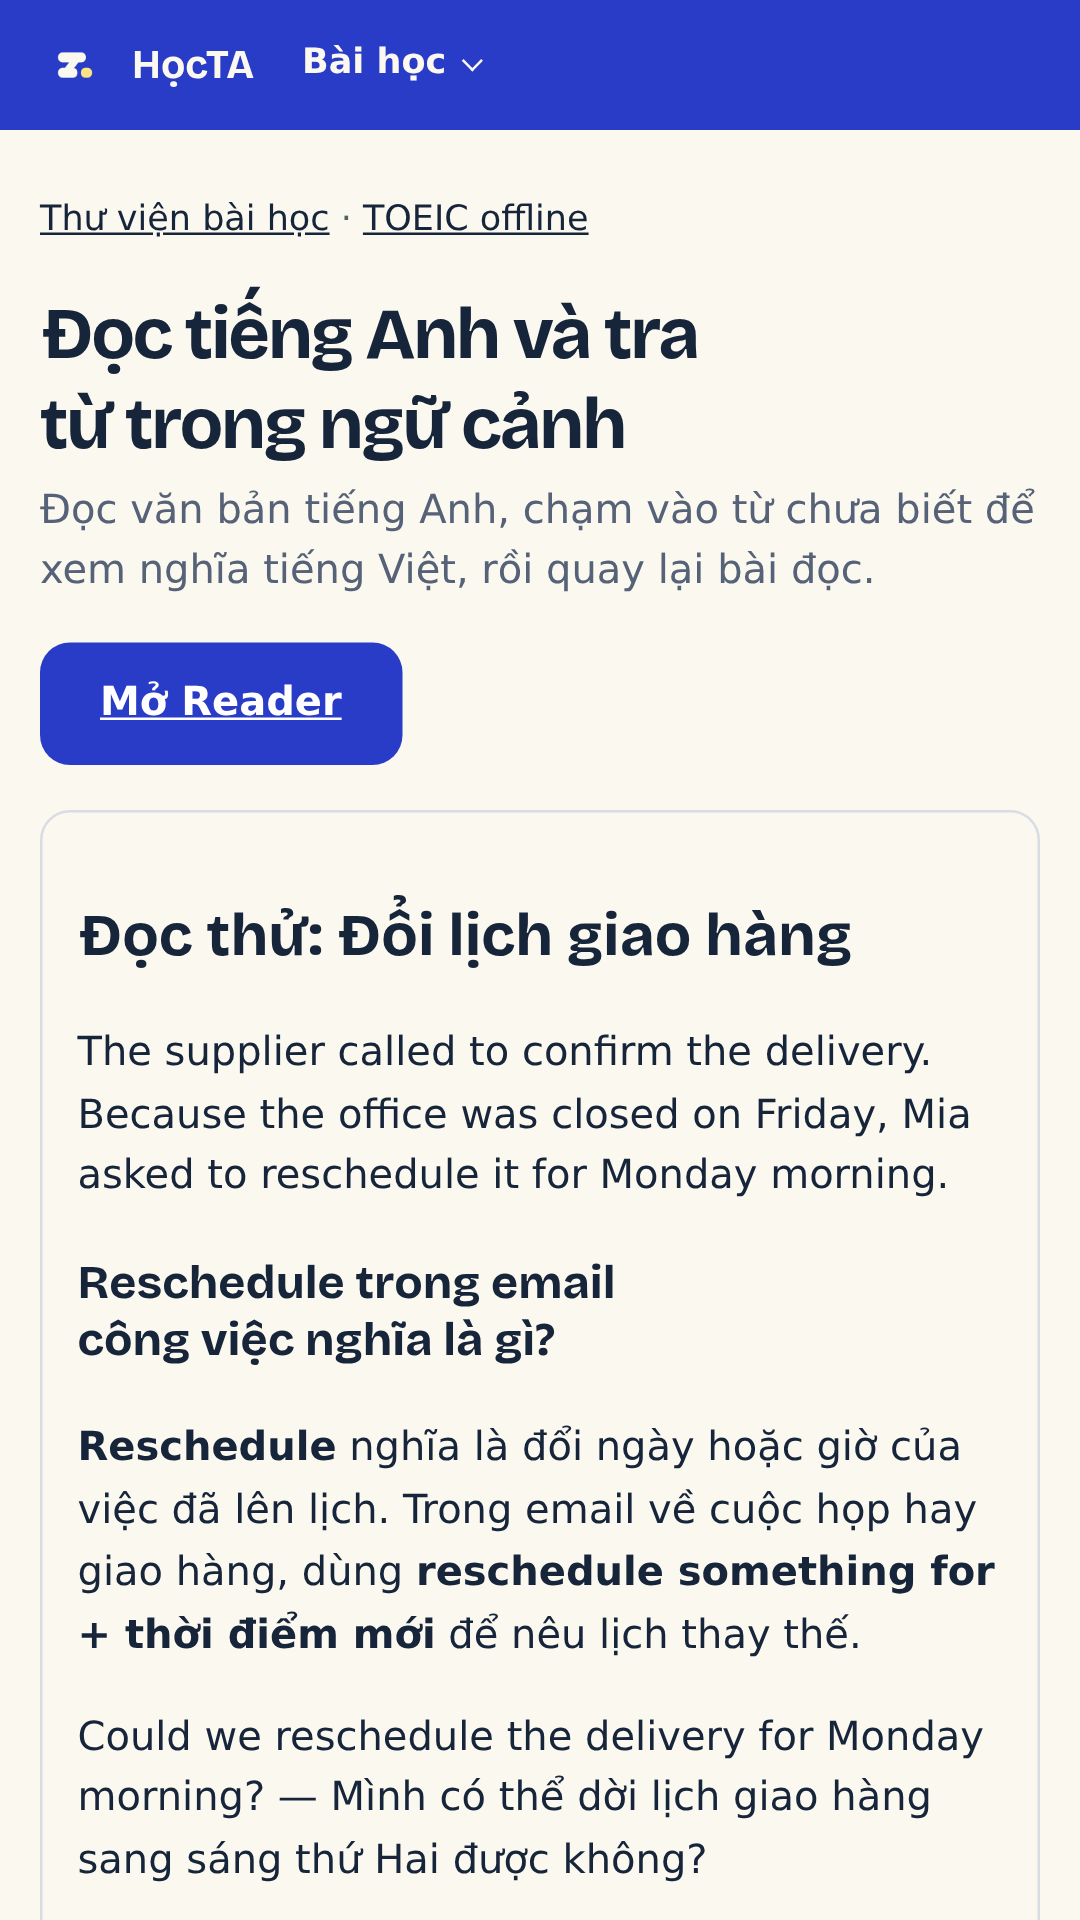 HọcTA Bài học
Thư viện bài học · TOEIC offline
Đọc tiếng Anh và tra
từ trong ngữ cảnh
Đọc văn bản tiếng Anh, chạm vào từ chưa biết để
xem nghĩa tiếng Việt, rồi quay lại bài đọc.
Mở Reader
Đọc thử: Đổi lịch giao hàng
The supplier called to confirm the delivery.
Because the office was closed on Friday, Mia
asked to reschedule it for Monday morning.
Reschedule trong email
công việc nghĩa là gì?
Reschedule nghĩa là đổi ngày hoặc giờ của
việc đã lên lịch. Trong email về cuộc họp hay
giao hàng, dùng reschedule something for
+ thời điểm mới để nêu lịch thay thế.
Could we reschedule the delivery for Monday
morning? — Mình có thể dời lịch giao hàng
sang sáng thứ Hai được không?